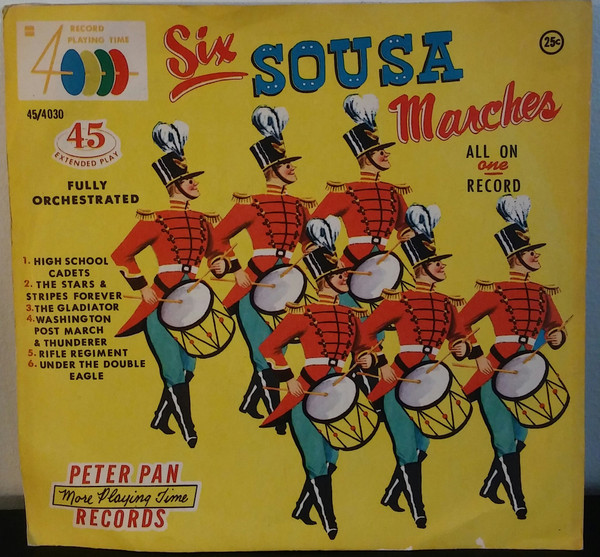 4 RECORD
PLAYING TIME
45/4030
45
EXTENDED PLAY
FULLY
ORCHESTRATED
Six
SOUSA
Marches
25¢
ALL ON
one
RECORD
1. HIGH SCHOOL
CADETS
2. THE STARS &
STRIPES FOREVER
3. THE GLADIATOR
4. WASHINGTON
POST MARCH
& THUNDERER
5. RIFLE REGIMENT
6. UNDER THE DOUBLE
EAGLE
PETER PAN
More Playing Time
RECORDS